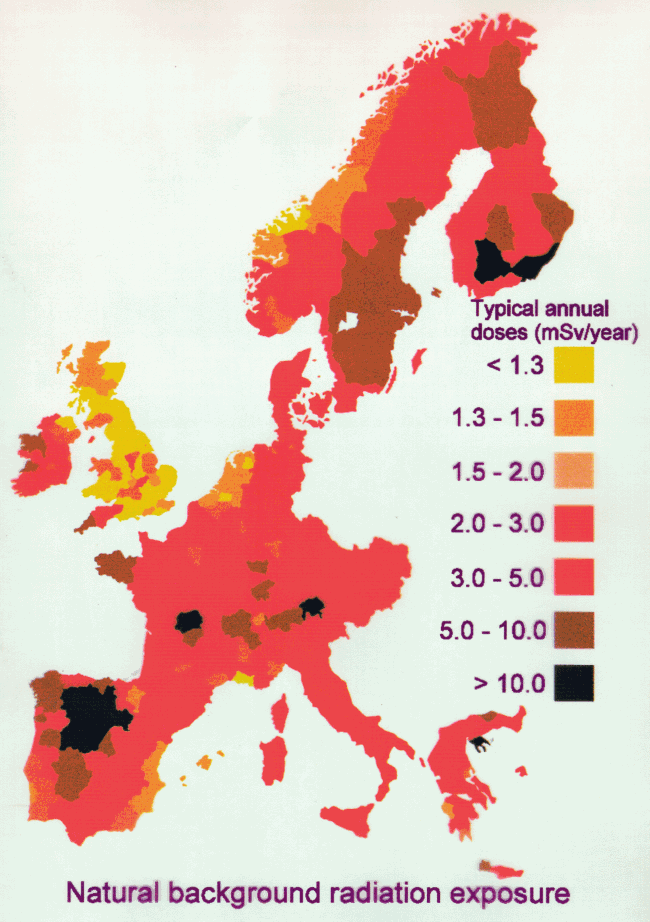 Typical annual
doses (mSv/year)
< 1.3
1.3 - 1.5
1.5 - 2.0
2.0 - 3.0
3.0 - 5.0
5.0 - 10.0
> 10.0
Natural background radiation exposure